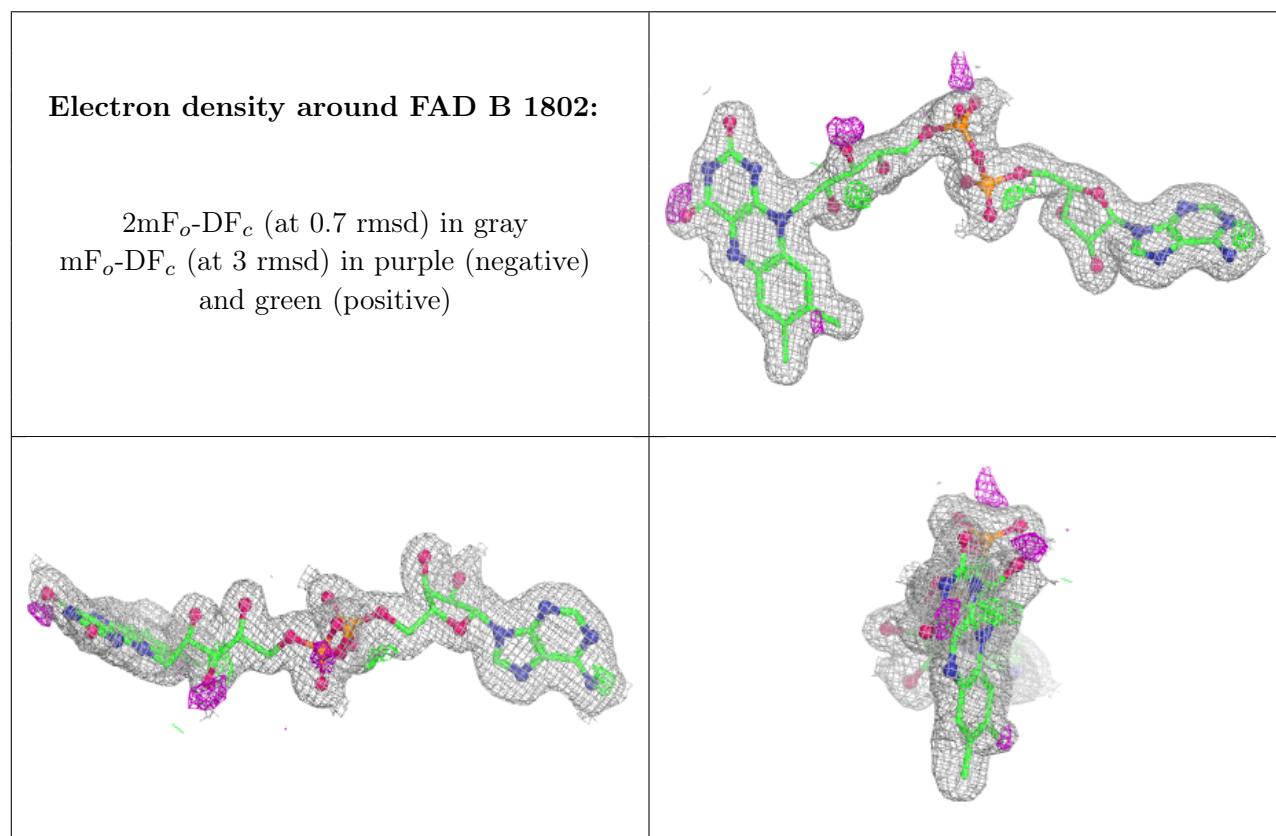 Electron density around FAD B 1802:
2mFo-DFc (at 0.7 rmsd) in gray
mFo-DFc (at 3 rmsd) in purple (negative)
and green (positive)